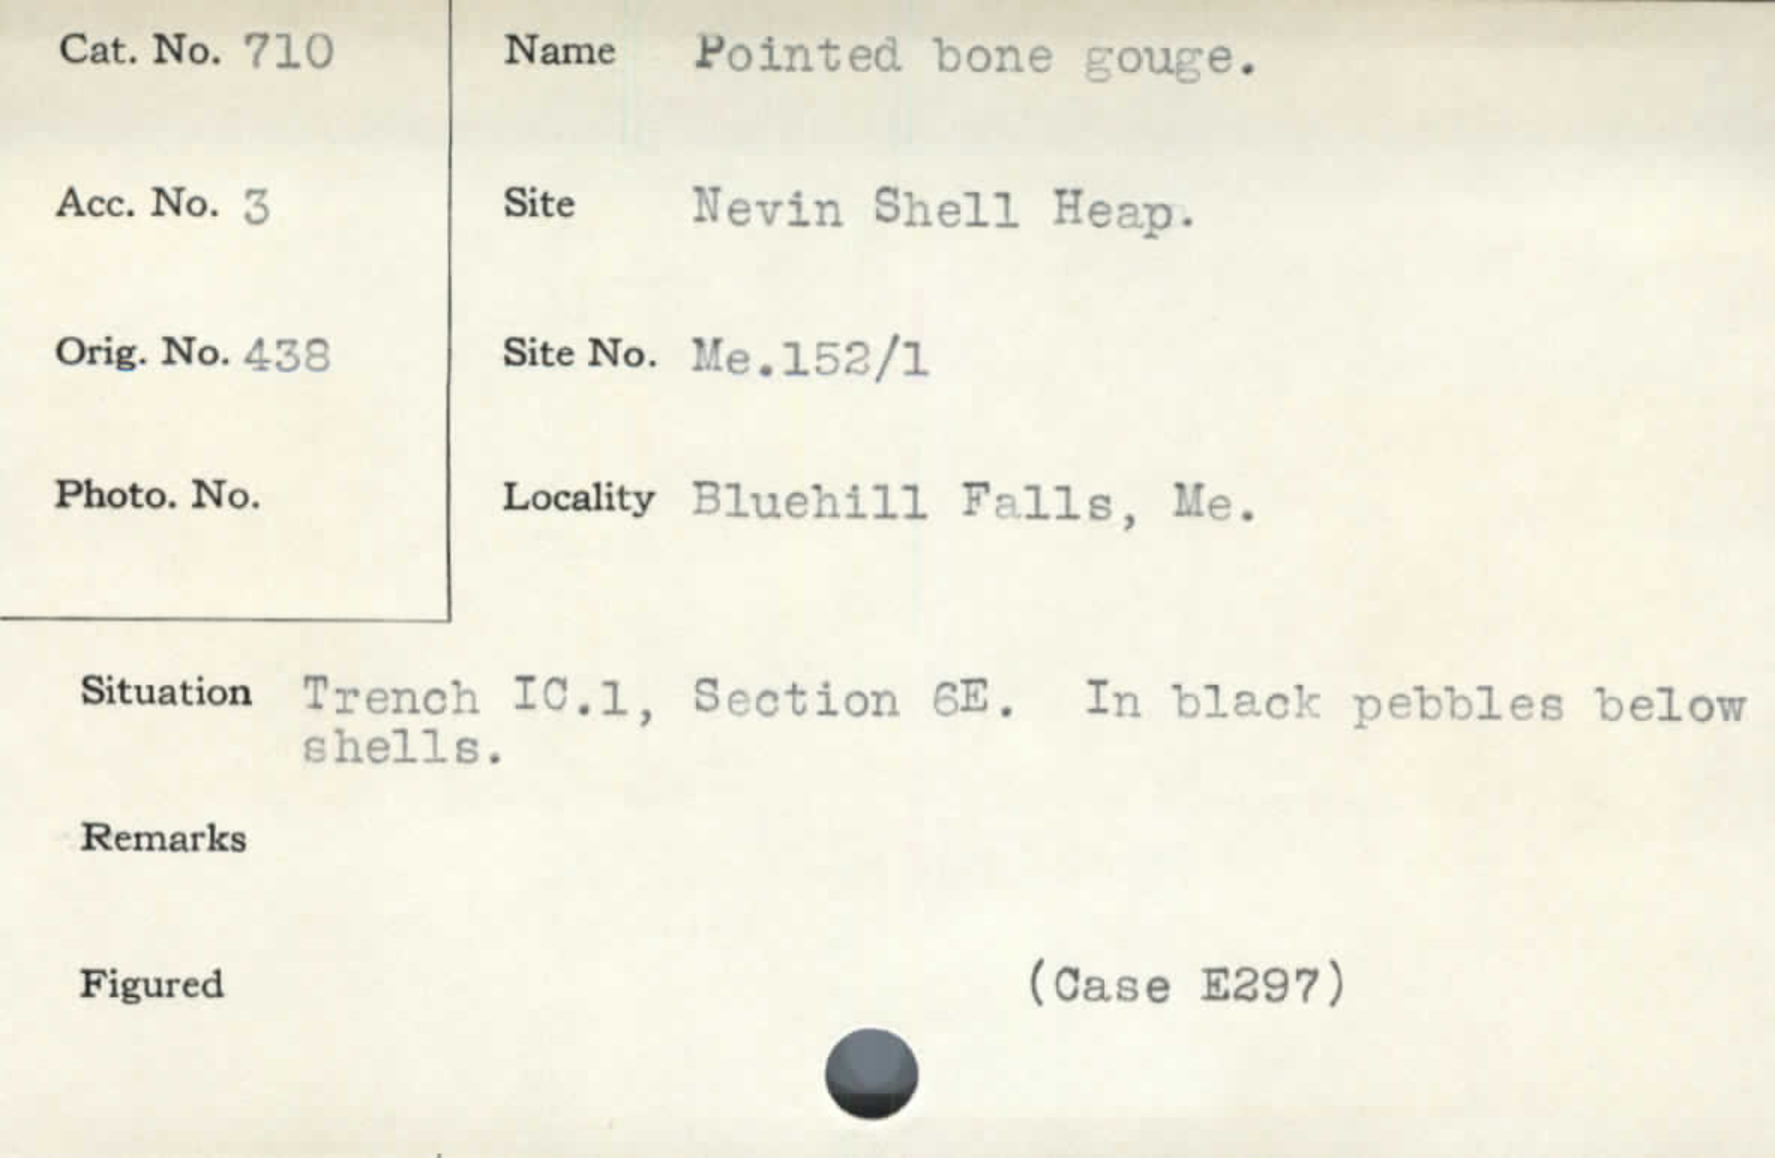 Cat. No. 710
Name Pointed bone gouge.
Acc. No. 3
Site Nevin Shell Heap.
Orig. No. 438
Site No. Me.152/1
Photo. No.
Locality Bluehill Falls, Me.
Situation Trench IC.1, Section 6E. In black pebbles below
shells.
Remarks
Figured
(Case E297)